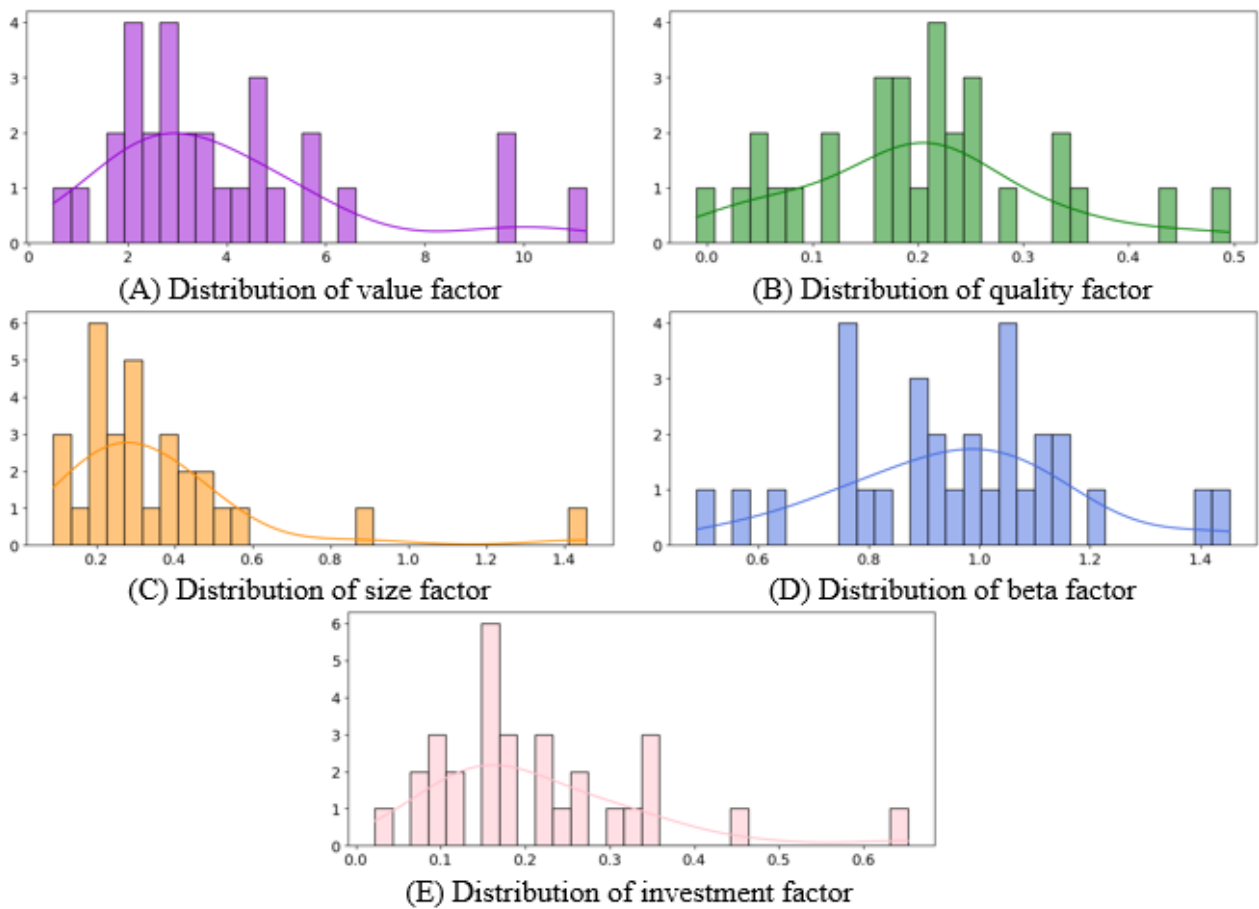 4
3
2
1
0
0 2 4 6 8 10
(A) Distribution of value factor
4
3
2
1
0
0.0 0.1 0.2 0.3 0.4 0.5
(B) Distribution of quality factor
6
5
4
3
2
1
0
0.2 0.4 0.6 0.8 1.0 1.2 1.4
(C) Distribution of size factor
4
3
2
1
0
0.6 0.8 1.0 1.2 1.4
(D) Distribution of beta factor
6
5
4
3
2
1
0
0.0 0.1 0.2 0.3 0.4 0.5 0.6
(E) Distribution of investment factor